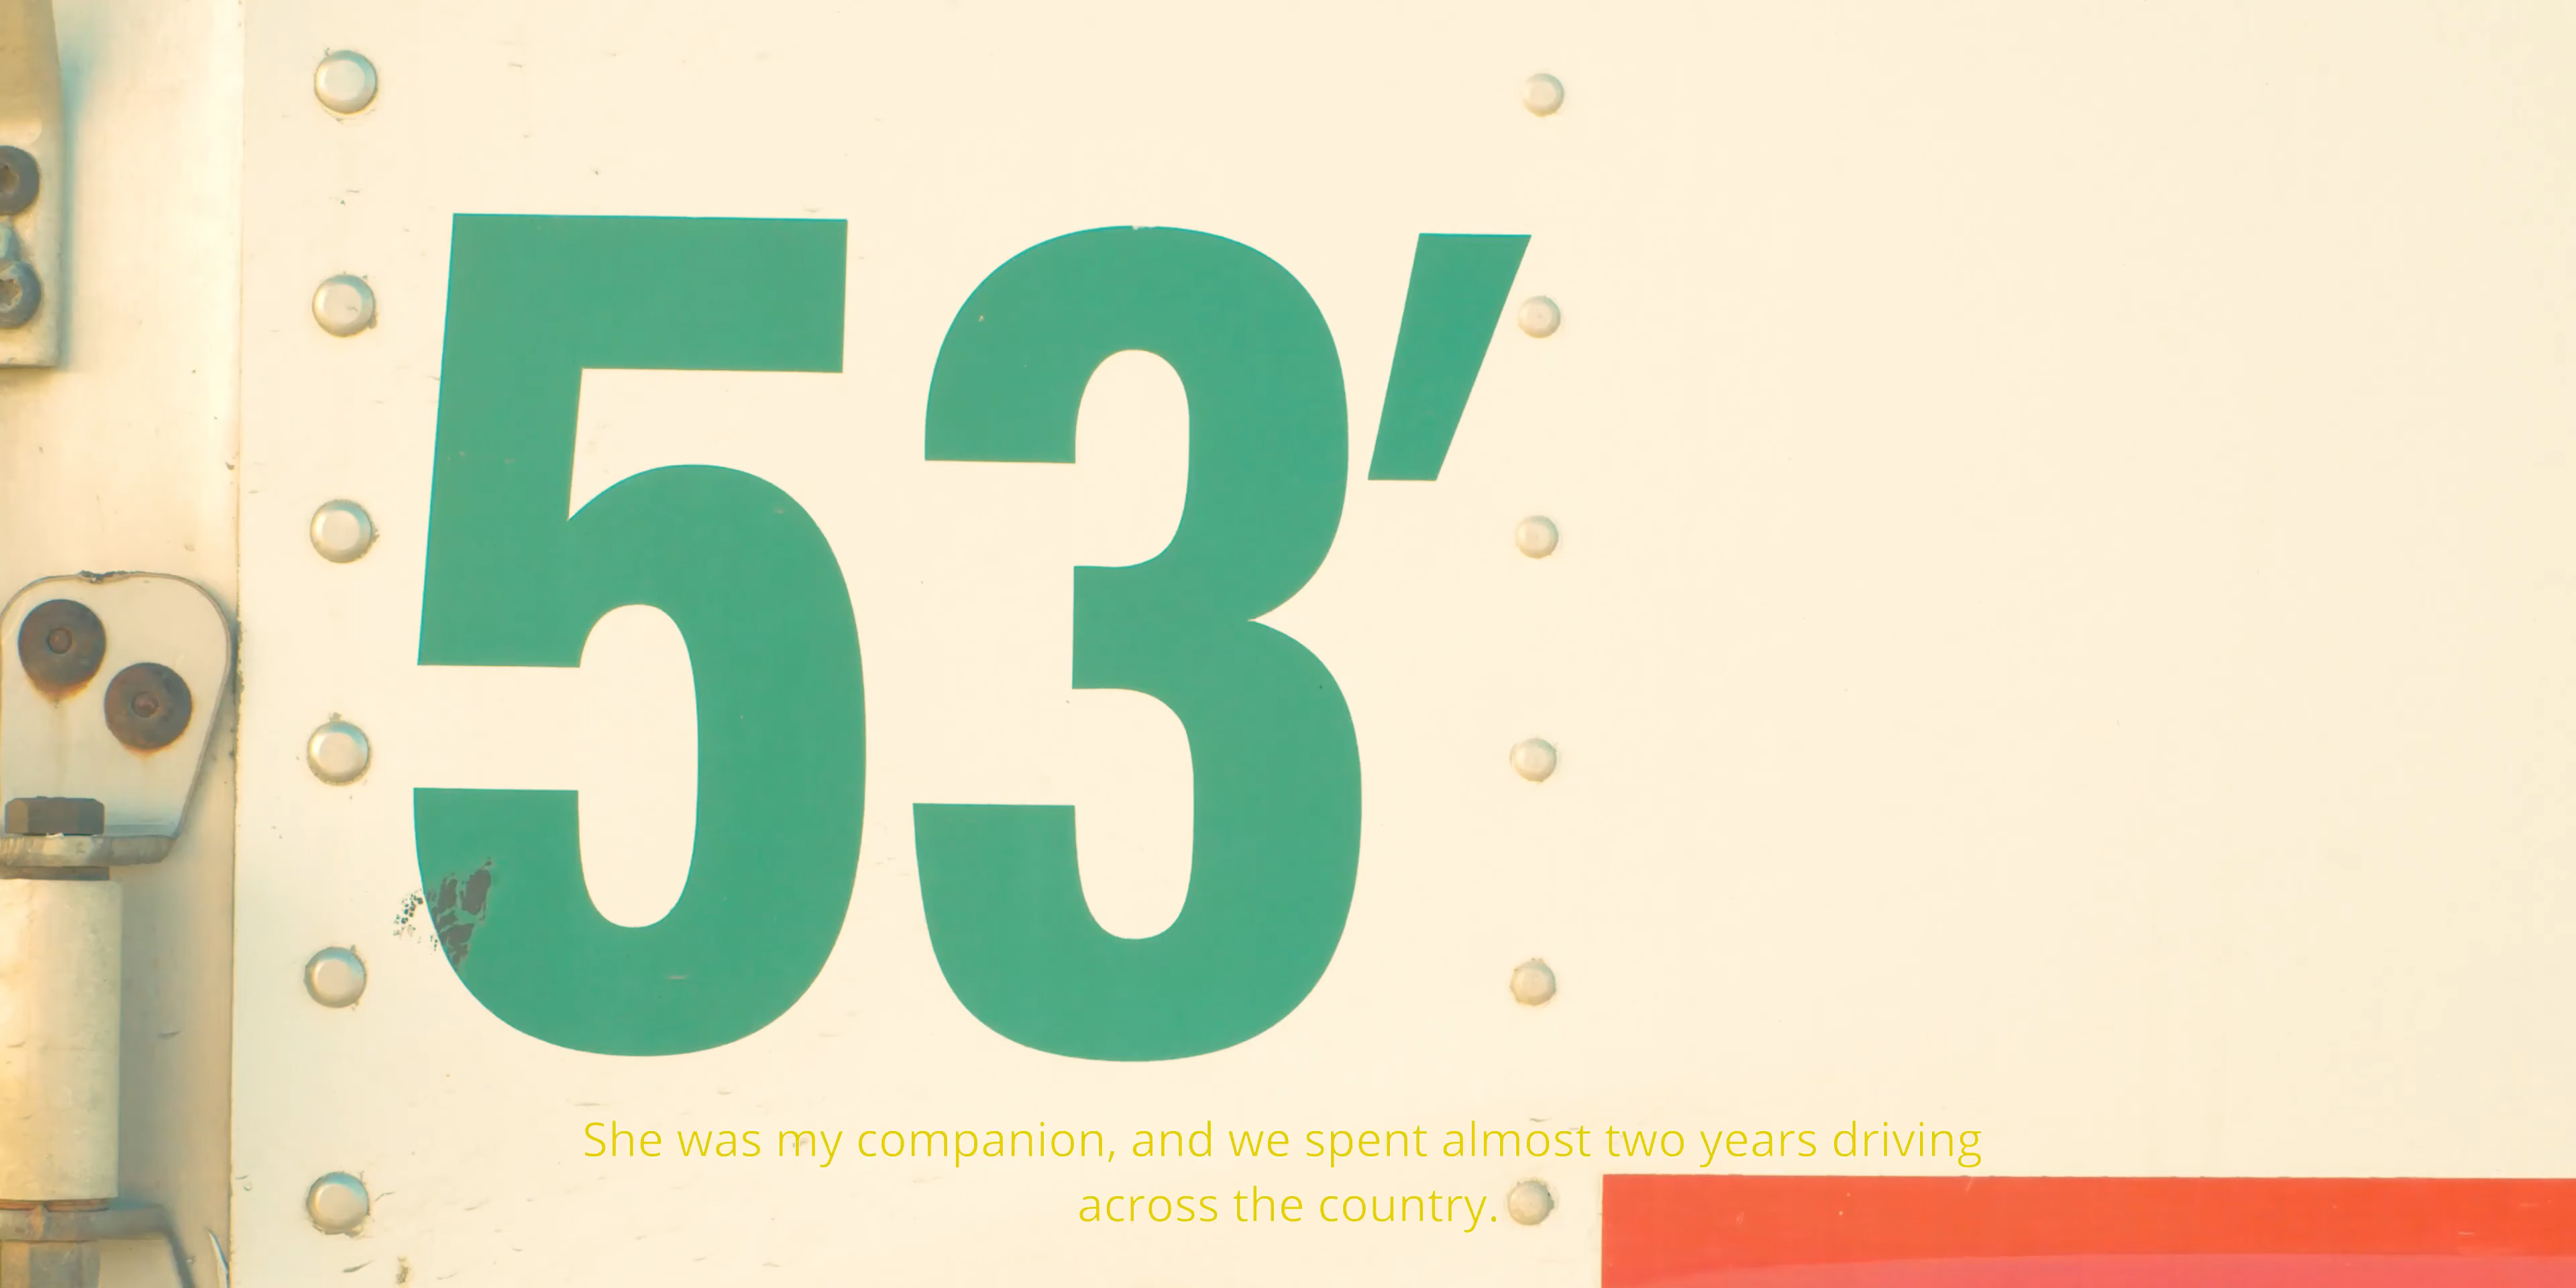 53′
She was my companion, and we spent almost two years driving
across the country.